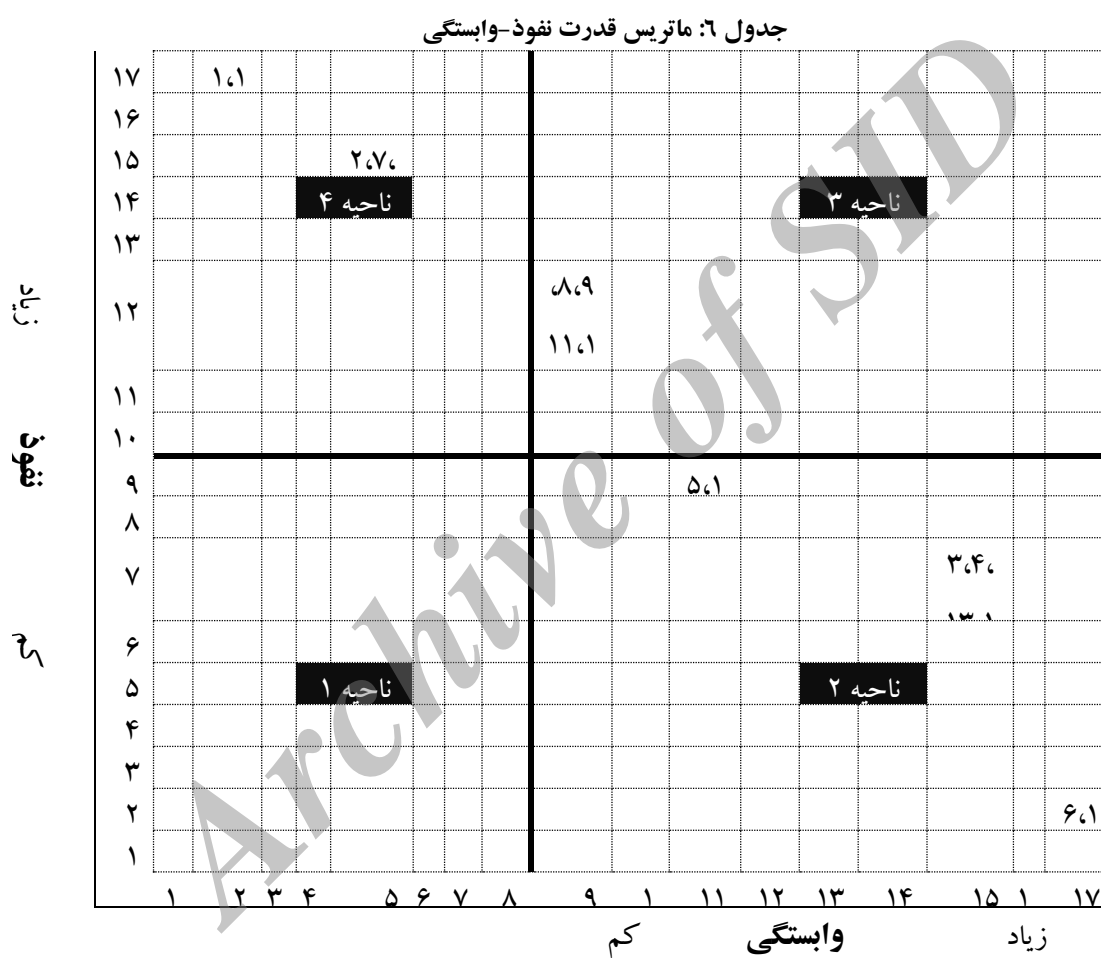 جدول ۶: ماتریس قدرت نفوذ-وابستگی
۱۷ ۱،۱
۱۶
۱۵ ۲،۷،
۱۴ ناحیه ۴ ناحیه ۳
۱۳
۱۲ ۸،۹،
۱۱،۱
۱۱
۱۰
۹ ۵،۱
۸
۷ ۳،۴،
۶
۵ ناحیه ۱ ناحیه ۲
۴
۳
۲ ۶،۱
۱
۱ ۲ ۳ ۴ ۵ ۶ ۷ ۸ ۹ ۱ ۱۱ ۱۲ ۱۳ ۱۴ ۱۵ ۱ ۱۷
زیاد
نفوذ
کم
کم وابستگی زیاد
Archive of SID